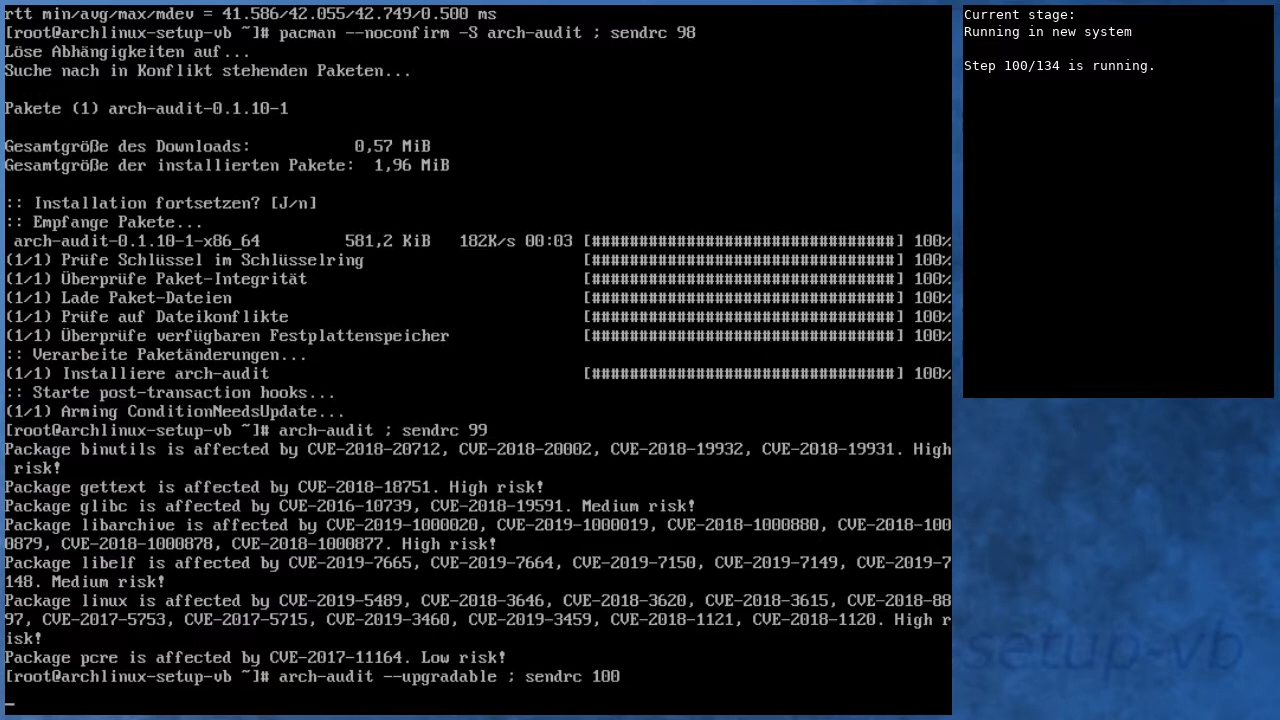 rtt min/avg/max/mdev = 41.586/42.055/42.749/0.500 ms
[root@archlinux-setup-vb ~]# pacman --noconfirm -S arch-audit ; sendrc 98
Löse Abhängigkeiten auf...
Suche nach in Konflikt stehenden Paketen...
Pakete (1) arch-audit-0.1.10-1
Gesamtgröße des Downloads:           0,57 MiB
Gesamtgröße der installierten Pakete:  1,96 MiB
:: Installation fortsetzen? [J/n]
:: Empfange Pakete...
 arch-audit-0.1.10-1-x86_64         581,2 KiB   182K/s 00:03 [################################] 100%
(1/1) Prüfe Schlüssel im Schlüsselring                       [################################] 100%
(1/1) Überprüfe Paket-Integrität                             [################################] 100%
(1/1) Lade Paket-Dateien                                     [################################] 100%
(1/1) Prüfe auf Dateikonflikte                               [################################] 100%
(1/1) Überprüfe verfügbaren Festplattenspeicher              [################################] 100%
:: Verarbeite Paketänderungen...
(1/1) Installiere arch-audit                                 [################################] 100%
:: Starte post-transaction hooks...
(1/1) Arming ConditionNeedsUpdate...
[root@archlinux-setup-vb ~]# arch-audit ; sendrc 99
Package binutils is affected by CVE-2018-20712, CVE-2018-20002, CVE-2018-19932, CVE-2018-19931. High
 risk!
Package gettext is affected by CVE-2018-18751. High risk!
Package glibc is affected by CVE-2016-10739, CVE-2018-19591. Medium risk!
Package libarchive is affected by CVE-2019-1000020, CVE-2019-1000019, CVE-2018-1000880, CVE-2018-100
0879, CVE-2018-1000878, CVE-2018-1000877. High risk!
Package libelf is affected by CVE-2019-7665, CVE-2019-7664, CVE-2019-7150, CVE-2019-7149, CVE-2019-7
148. Medium risk!
Package linux is affected by CVE-2019-5489, CVE-2018-3646, CVE-2018-3620, CVE-2018-3615, CVE-2018-88
97, CVE-2017-5753, CVE-2017-5715, CVE-2019-3460, CVE-2019-3459, CVE-2018-1121, CVE-2018-1120. High r
isk!
Package pcre is affected by CVE-2017-11164. Low risk!
[root@archlinux-setup-vb ~]# arch-audit --upgradable ; sendrc 100
Current stage:
Running in new system
Step 100/134 is running.
setup-vb